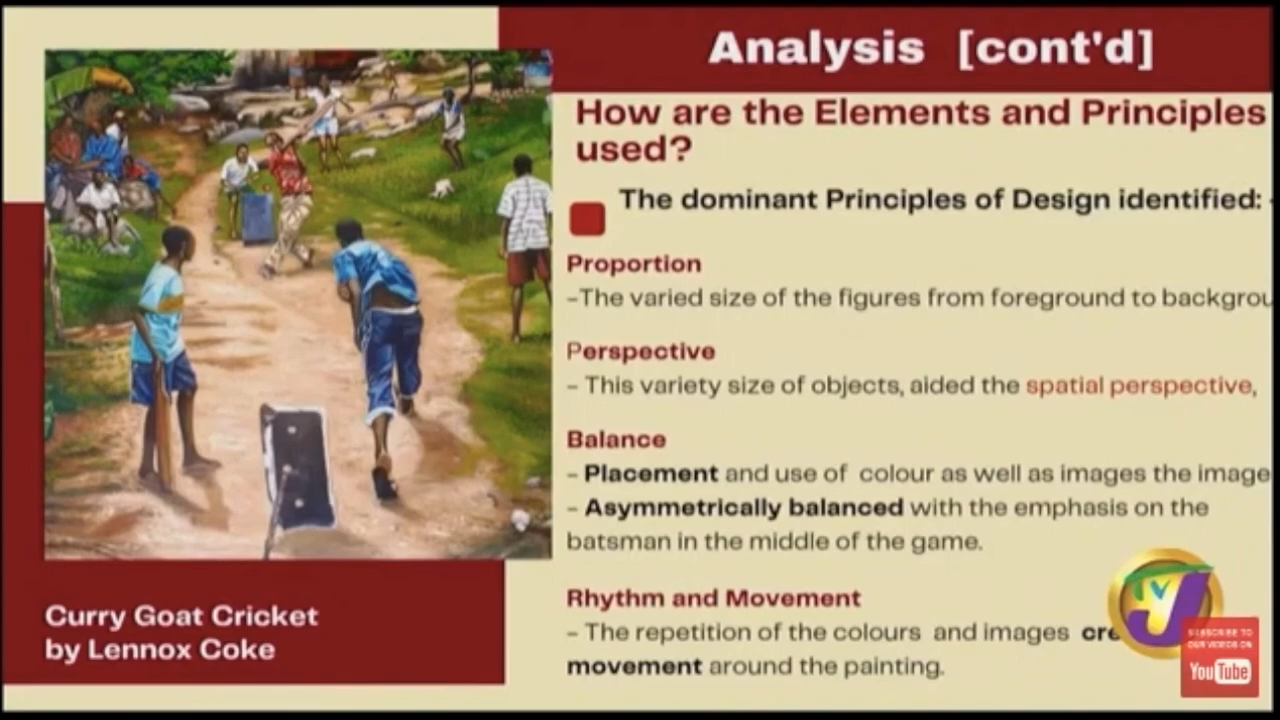 Analysis [cont'd]
How are the Elements and Principles
used?
The dominant Principles of Design identified: -
Proportion
-The varied size of the figures from foreground to backgrou
Perspective
- This variety size of objects, aided the spatial perspective,
Balance
- Placement and use of colour as well as images the image
- Asymmetrically balanced with the emphasis on the
batsman in the middle of the game.
Rhythm and Movement
- The repetition of the colours and images cre
movement around the painting.
Curry Goat Cricket
by Lennox Coke
TVJ
SUBSCRIBE TO
OUR VIDEOS ON
YouTube